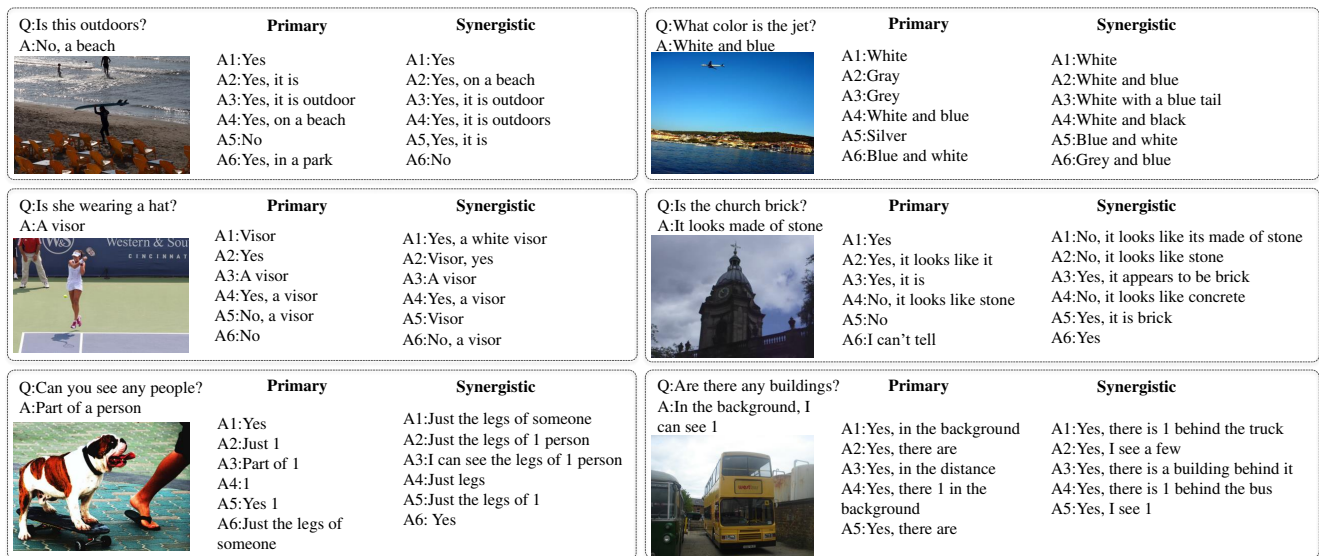 Q:Is this outdoors?
A:No, a beach
Primary
A1:Yes
A2:Yes, it is
A3:Yes, it is outdoor
A4:Yes, on a beach
A5:No
A6:Yes, in a park
Synergistic
A1:Yes
A2:Yes, on a beach
A3:Yes, it is outdoor
A4:Yes, it is outdoors
A5,Yes, it is
A6:No
Q:What color is the jet?
A:White and blue
Primary
A1:White
A2:Gray
A3:Grey
A4:White and blue
A5:Silver
A6:Blue and white
Synergistic
A1:White
A2:White and blue
A3:White with a blue tail
A4:White and black
A5:Blue and white
A6:Grey and blue
Q:Is she wearing a hat?
A:A visor
W&S
Western & Sou
CINCINNAT
Primary
A1:Visor
A2:Yes
A3:A visor
A4:Yes, a visor
A5:No, a visor
A6:No
Synergistic
A1:Yes, a white visor
A2:Visor, yes
A3:A visor
A4:Yes, a visor
A5:Visor
A6:No, a visor
Q:Is the church brick?
A:It looks made of stone
Primary
A1:Yes
A2:Yes, it looks like it
A3:Yes, it is
A4:No, it looks like stone
A5:No
A6:I can't tell
Synergistic
A1:No, it looks like its made of stone
A2:No, it looks like stone
A3:Yes, it appears to be brick
A4:No, it looks like concrete
A5:Yes, it is brick
A6:Yes
Q:Can you see any people?
A:Part of a person
Primary
A1:Yes
A2:Just 1
A3:Part of 1
A4:1
A5:Yes 1
A6:Just the legs of
someone
Synergistic
A1:Just the legs of someone
A2:Just the legs of 1 person
A3:I can see the legs of 1 person
A4:Just legs
A5:Just the legs of 1
A6: Yes
Q:Are there any buildings?
A:In the background, I
can see 1
Primary
A1:Yes, in the background
A2:Yes, there are
A3:Yes, in the distance
A4:Yes, there 1 in the
background
A5:Yes, there are
Synergistic
A1:Yes, there is 1 behind the truck
A2:Yes, I see a few
A3:Yes, there is a building behind it
A4:Yes, there is 1 behind the bus
A5:Yes, I see 1